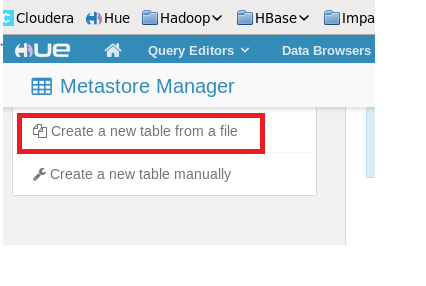 Cloudera Hue Hadoop HBase Impa
HUE Query Editors Data Browsers
Metastore Manager
Create a new table from a file
Create a new table manually